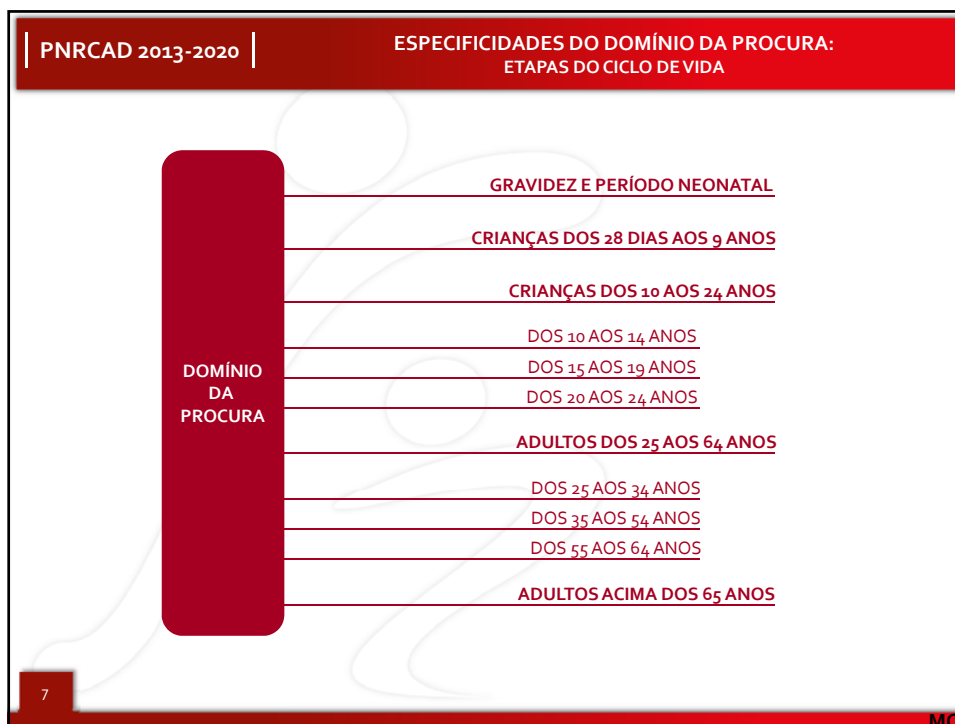 PNRCAD 2013-2020
ESPECIFICIDADES DO DOMÍNIO DA PROCURA:
ETAPAS DO CICLO DE VIDA
GRAVIDEZ E PERÍODO NEONATAL
CRIANÇAS DOS 28 DIAS AOS 9 ANOS
CRIANÇAS DOS 10 AOS 24 ANOS
DOS 10 AOS 14 ANOS
DOS 15 AOS 19 ANOS
DOS 20 AOS 24 ANOS
DOMÍNIO
DA
PROCURA
ADULTOS DOS 25 AOS 64 ANOS
DOS 25 AOS 34 ANOS
DOS 35 AOS 54 ANOS
DOS 55 AOS 64 ANOS
ADULTOS ACIMA DOS 65 ANOS
7